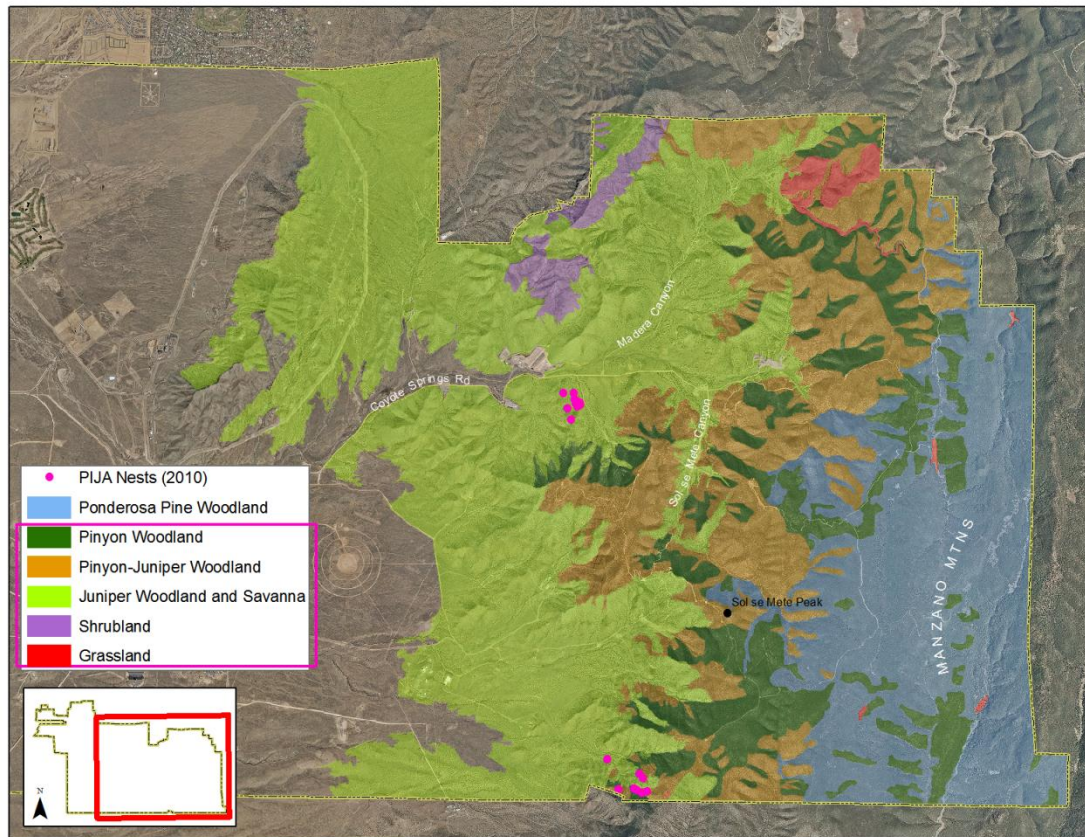 Madera Canyon
Coyote Springs Rd
Sol se Mete Canyon
Sol se Mete Peak
MANZANO MTNS
PIJA Nests (2010)
Ponderosa Pine Woodland
Pinyon Woodland
Pinyon-Juniper Woodland
Juniper Woodland and Savanna
Shrubland
Grassland
N